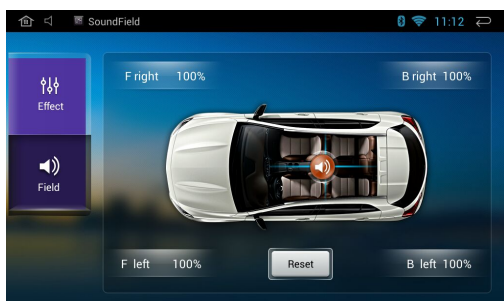 SoundField 11:12
F right 100% B right 100%
Effect
Field
F left 100% Reset B left 100%